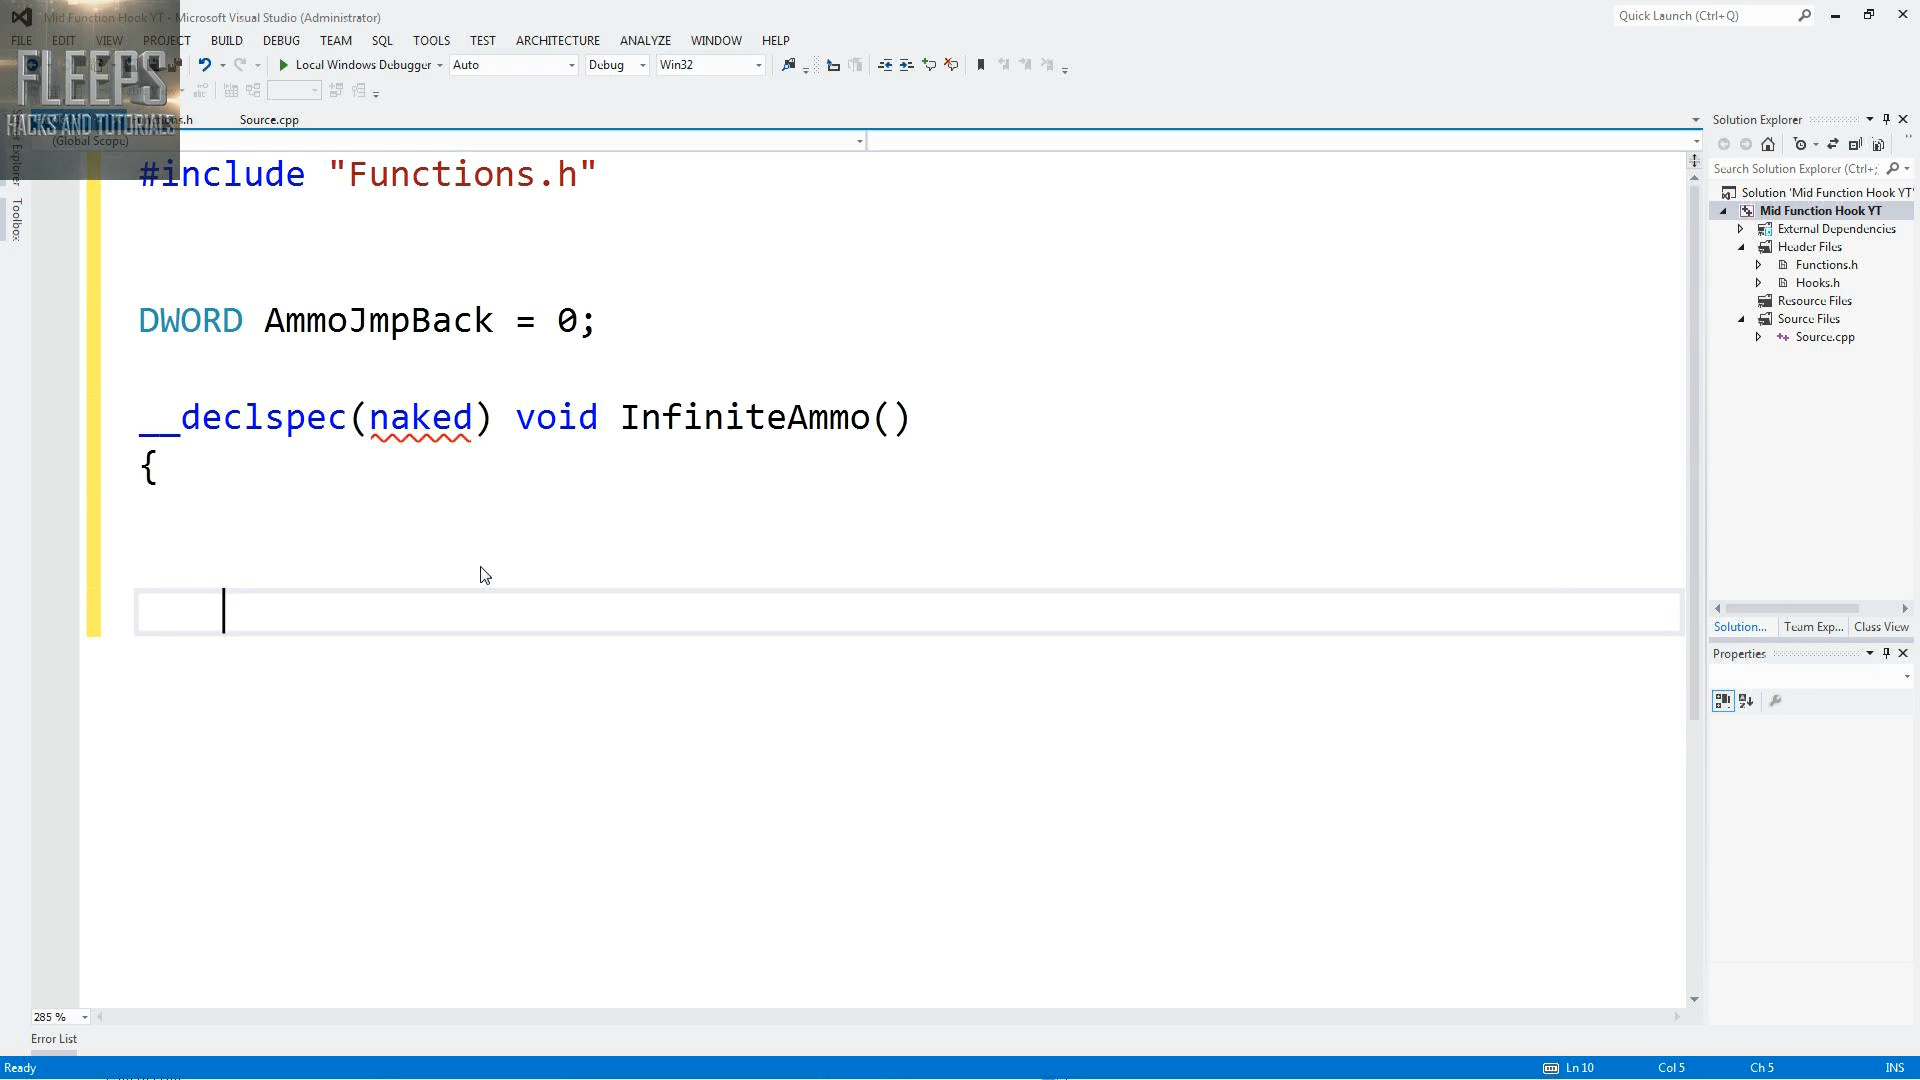 Mid Function Hook YT - Microsoft Visual Studio (Administrator)
Quick Launch (Ctrl+Q)
FILE EDIT VIEW PROJECT BUILD DEBUG TEAM SQL TOOLS TEST ARCHITECTURE ANALYZE WINDOW HELP
Local Windows Debugger Auto Debug Win32
FLEEPS
HACKS AND TUTORIALS
Source.cpp
(Global Scope)
Toolbox
#include "Functions.h"
DWORD AmmoJmpBack = 0;
__declspec(naked) void InfiniteAmmo()
{
285 %
Error List
Solution Explorer
Search Solution Explorer (Ctrl+;
Solution 'Mid Function Hook YT'
Mid Function Hook YT
External Dependencies
Header Files
Functions.h
Hooks.h
Resource Files
Source Files
Source.cpp
Solution... Team Exp... Class View
Properties
Ready
Ln 10 Col 5 Ch 5 INS